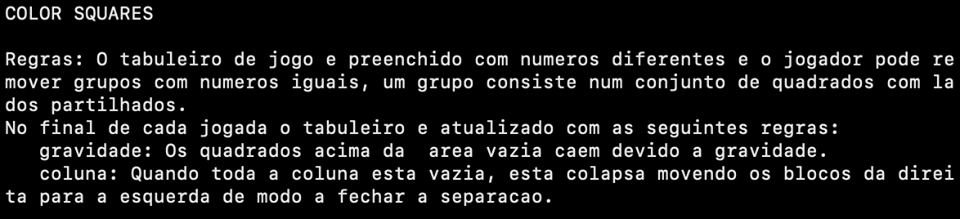 COLOR SQUARES
Regras: O tabuleiro de jogo e preenchido com numeros diferentes e o jogador pode re
mover grupos com numeros iguais, um grupo consiste num conjunto de quadrados com la
dos partilhados.
No final de cada jogada o tabuleiro e atualizado com as seguintes regras:
   gravidade: Os quadrados acima da  area vazia caem devido a gravidade.
   coluna: Quando toda a coluna esta vazia, esta colapsa movendo os blocos da direi
ta para a esquerda de modo a fechar a separacao.